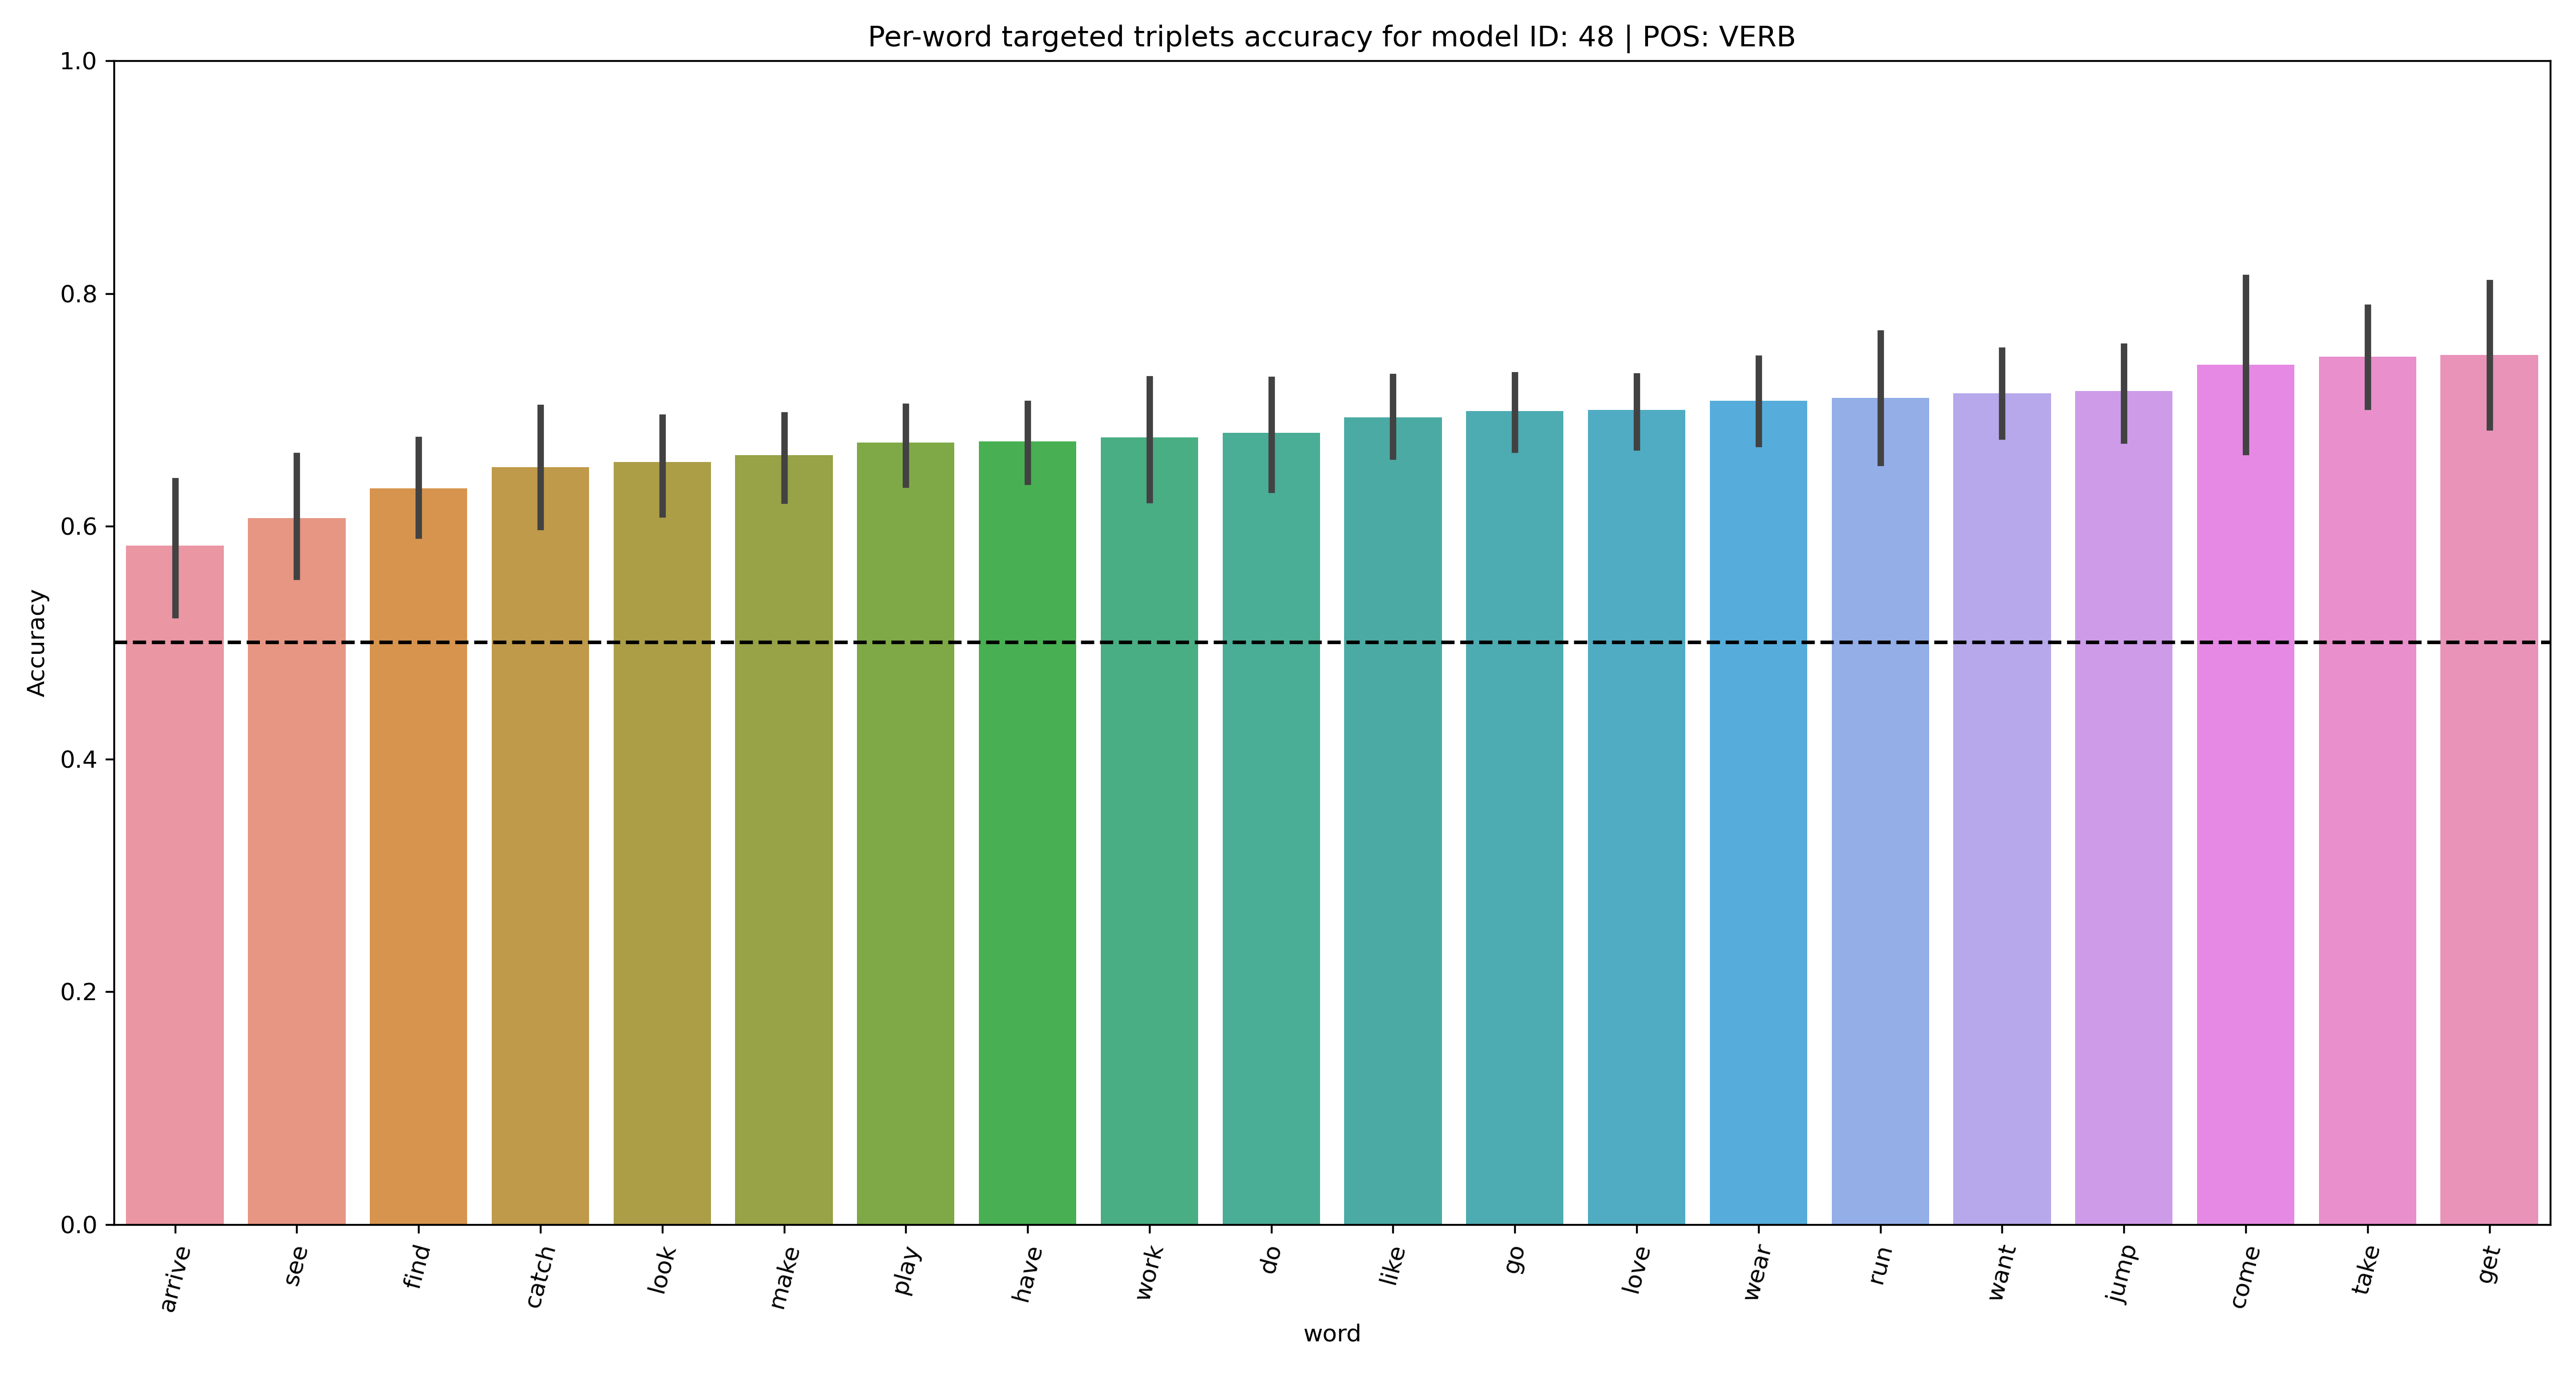 Per-word targeted triplets accuracy for model ID: 48 | POS: VERB
Accuracy
1.0
0.8
0.6
0.4
0.2
0.0
arrive
see
find
catch
look
make
play
have
work
do
like
go
love
wear
run
want
jump
come
take
get
word